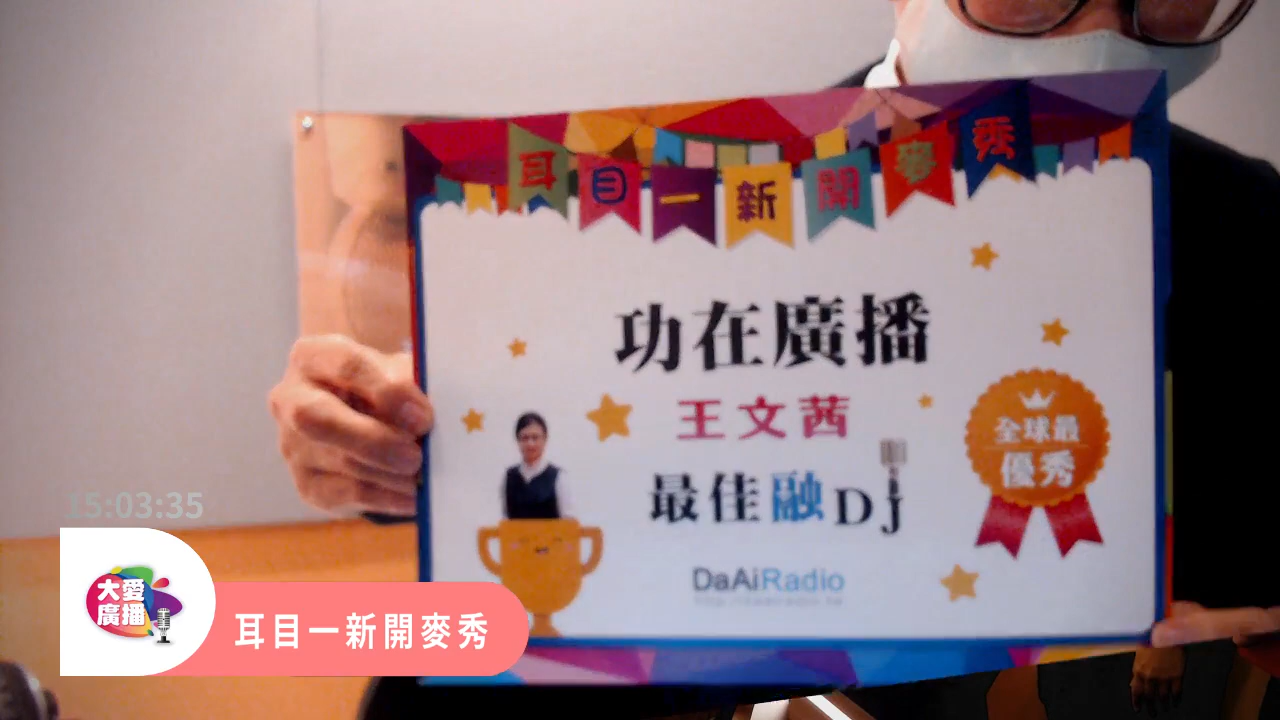 耳目一新開麥秀
功在廣播
王文茜
最佳融DJ
全球最
優秀
DaAiRadio
15:03:35
大愛
廣播
耳目一新開麥秀